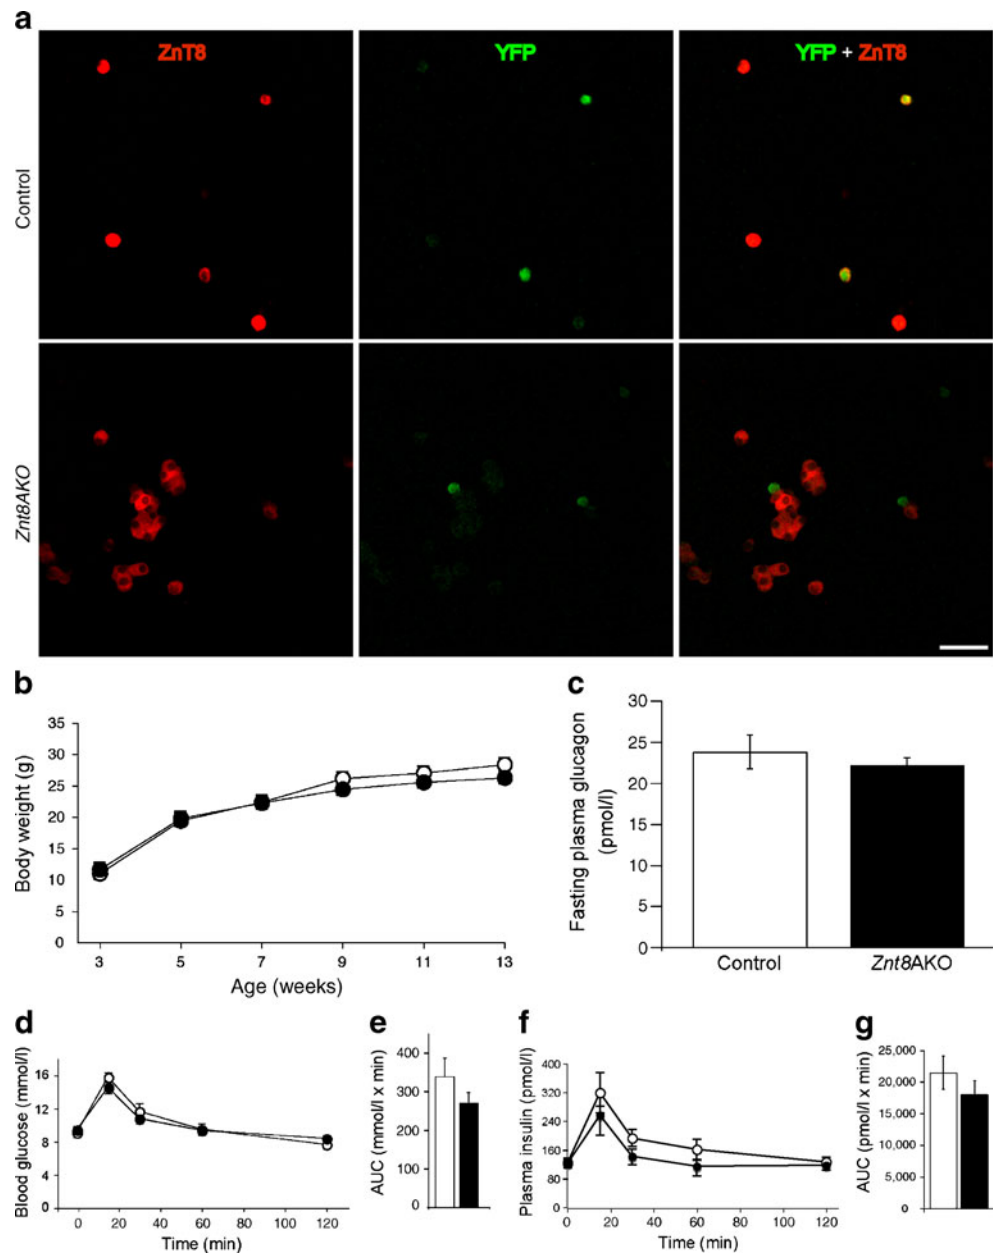 a
ZnT8
YFP
YFP + ZnT8
Control
Znt8AKO
b
Body weight (g)
35
30
25
20
15
10
5
0
3 5 7 9 11 13
Age (weeks)
c
Fasting plasma glucagon
(pmol/l)
30
25
20
15
10
5
0
Control
Znt8AKO
d
Blood glucose (mmol/l)
16
12
8
4
0
0 20 40 60 80 100 120
Time (min)
e
AUC (mmol/l x min)
400
300
200
100
0
f
Plasma insulin (pmol/l)
400
320
240
160
80
0
0 20 40 60 80 100 120
Time (min)
g
AUC (pmol/l x min)
25,000
20,000
15,000
10,000
5,000
0